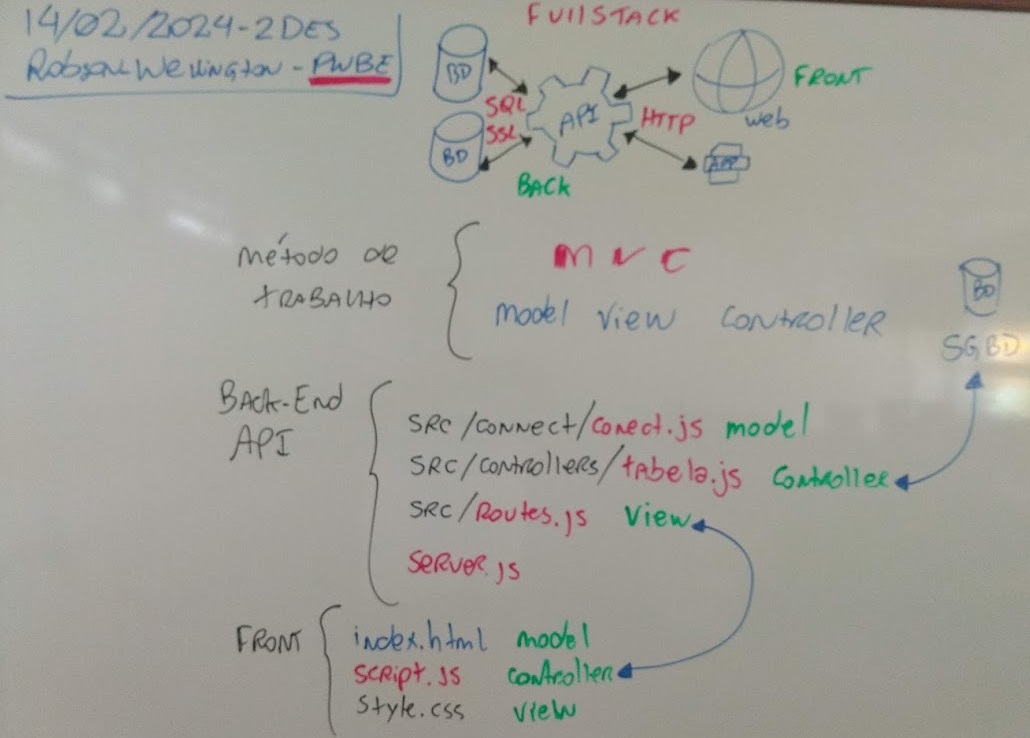 14/02/2024-2DES
Robson Wellington - PWBE
FullSTACK
BD
SQL
SSL
BD
API
BACK
HTTP
FRONT
web
APP
método de
TRABALHO
MVC
model view controller
BD
SGBD
BACK-End
API
SRC/connect/conect.js model
SRC/controllers/tabela.js controller
SRC/Routes.js view
SERVER.js
FRONT
index.html model
script.js controller
style.css view